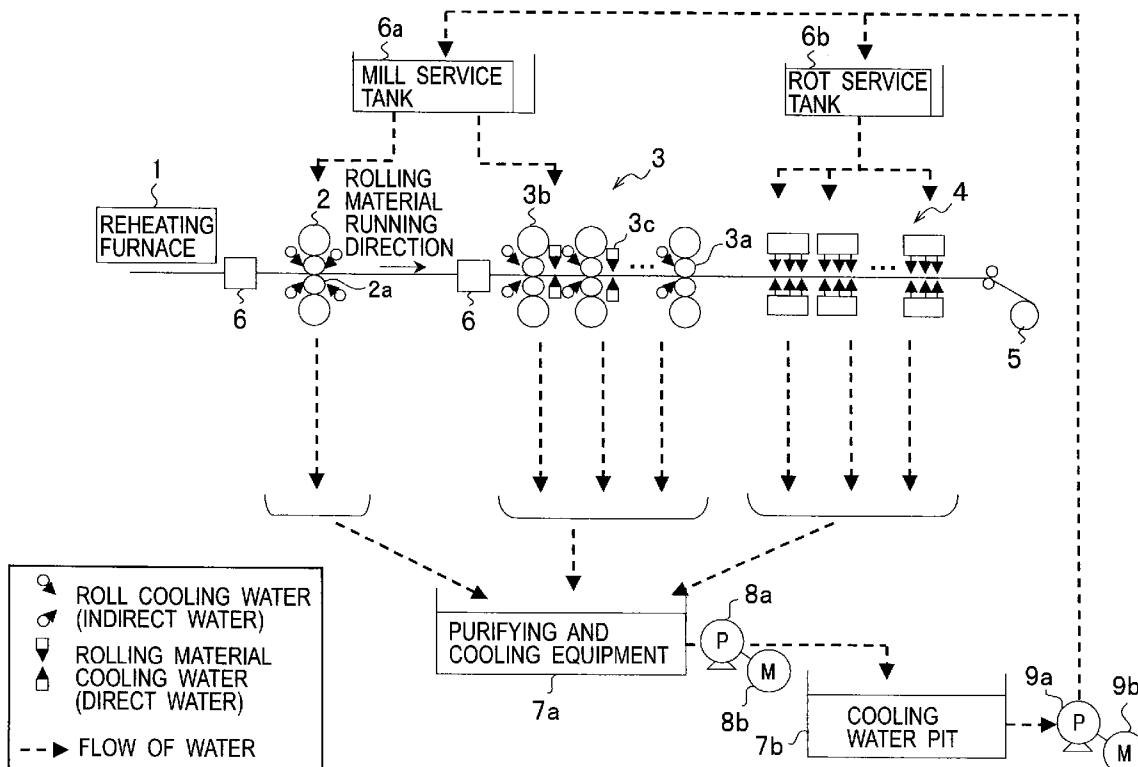 6a
MILL SERVICE
TANK
6b
ROT SERVICE
TANK
1
REHEATING
FURNACE
2
ROLLING
MATERIAL
RUNNING
DIRECTION
3b
3
3c
3a
4
6
2a
6
5
ROLL COOLING WATER
(INDIRECT WATER)
ROLLING MATERIAL
COOLING WATER
(DIRECT WATER)
FLOW OF WATER
PURIFYING AND
COOLING EQUIPMENT
7a
8a
P
M
8b
COOLING
WATER PIT
7b
9a
P
9b
M